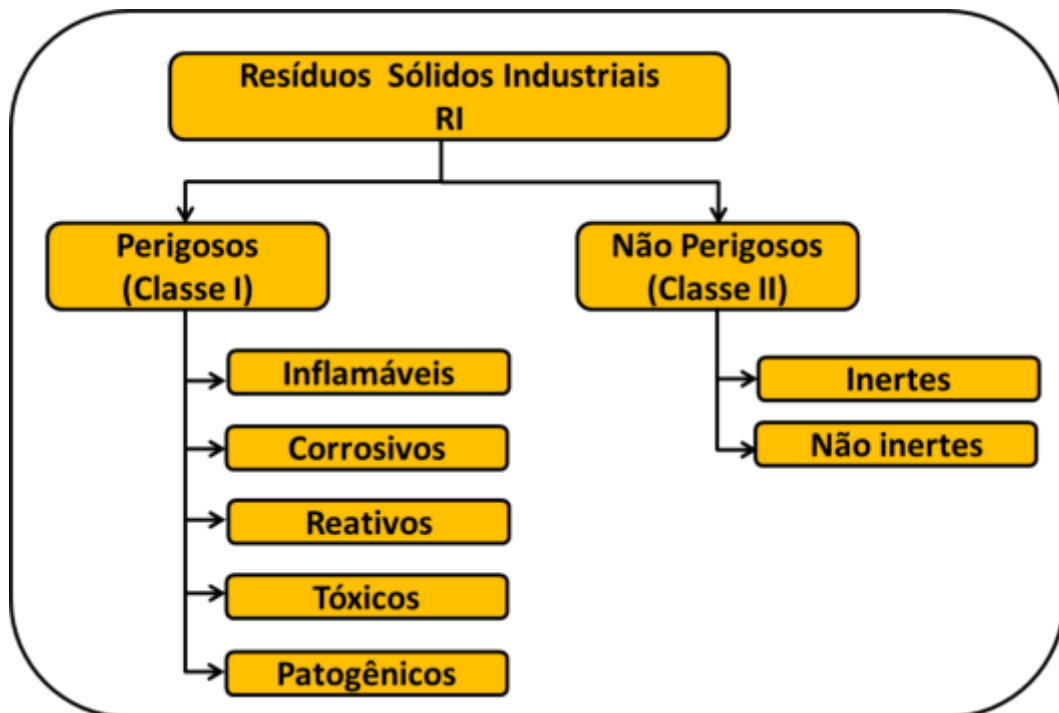 Resíduos Sólidos Industriais
RI
Perigosos
(Classe I)
Não Perigosos
(Classe II)
Inflamáveis
Corrosivos
Reativos
Tóxicos
Patogênicos
Inertes
Não inertes